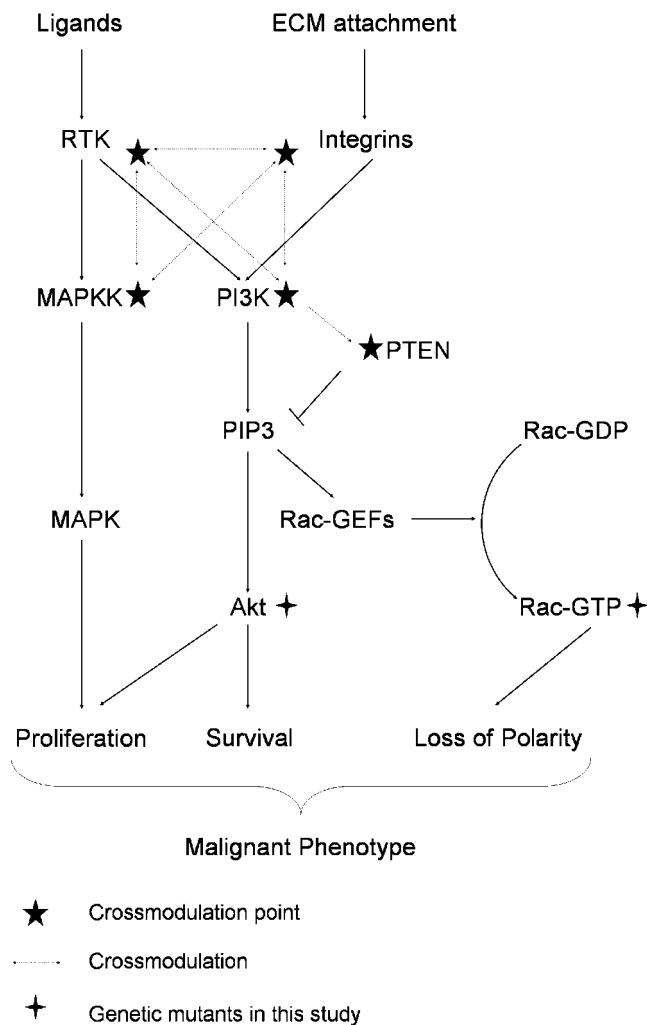 Ligands
ECM attachment
RTK
Integrins
MAPKK
PI3K
PTEN
PIP3
Rac-GDP
MAPK
Rac-GEFs
Akt
Rac-GTP
Proliferation
Survival
Loss of Polarity
Malignant Phenotype
Crossmodulation point
Crossmodulation
Genetic mutants in this study